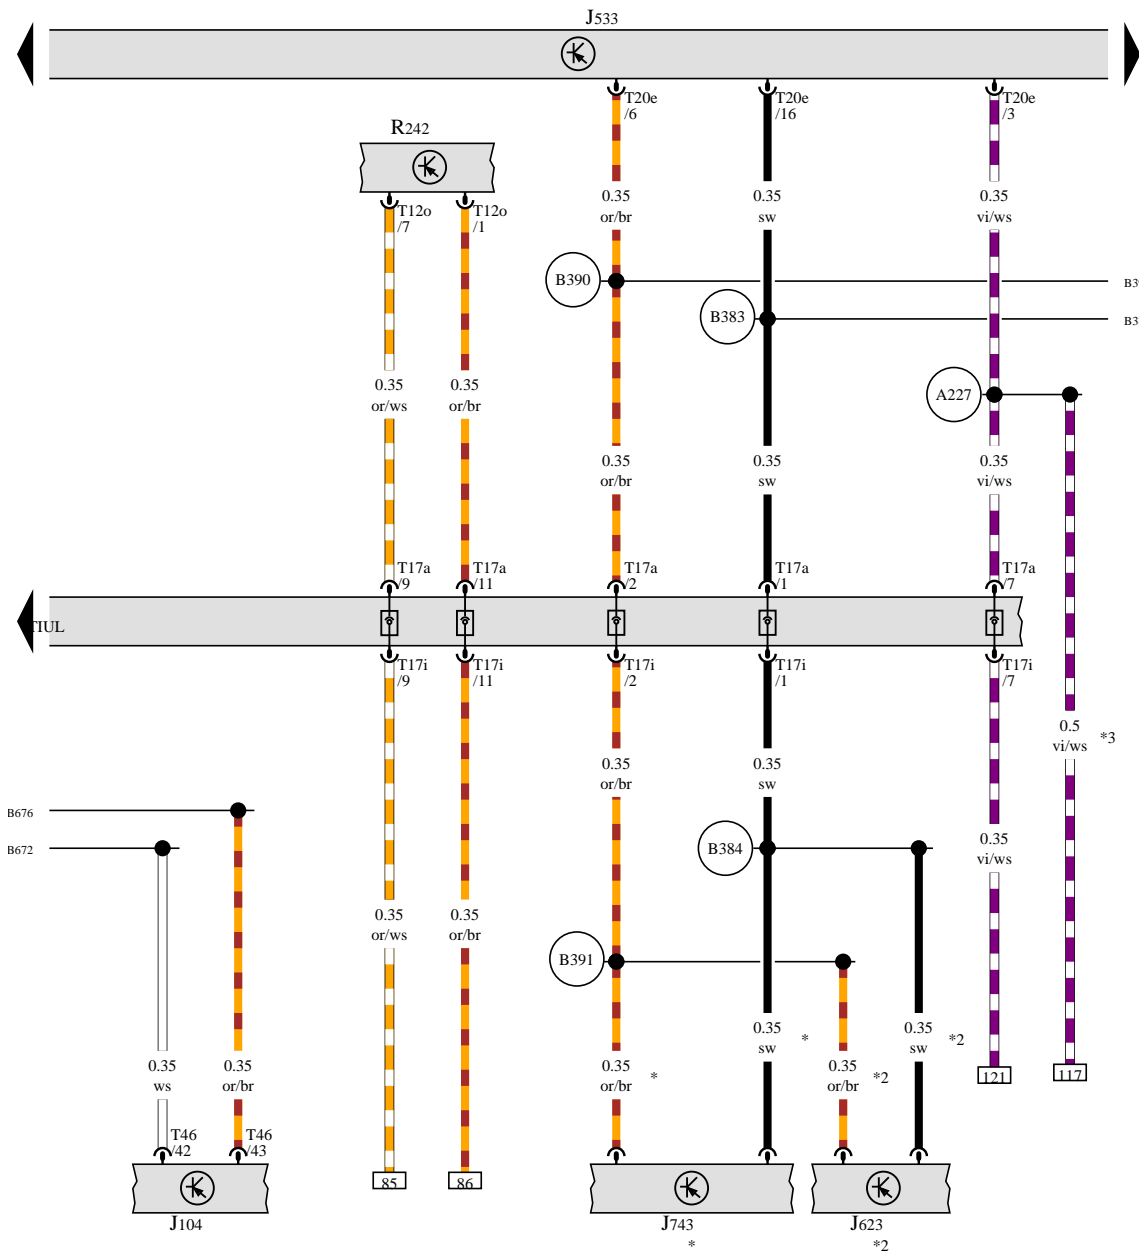 J533
T20e
/6
T20e
/16
T20e
/3
R242
T12o
/7
T12o
/1
0.35
or/br
0.35
sw
0.35
vi/ws
B390
B3
B383
B3
0.35
or/ws
0.35
or/br
A227
0.35
or/br
0.35
sw
0.35
vi/ws
T17a
/9
T17a
/11
T17a
/2
T17a
/1
T17a
/7
TIUL
T17i
/9
T17i
/11
T17i
/2
T17i
/1
T17i
/7
0.5
vi/ws
*3
0.35
or/br
0.35
sw
B676
B672
B384
0.35
vi/ws
0.35
or/ws
0.35
or/br
B391
0.35
sw
*
0.35
sw
*2
0.35
ws
0.35
or/br
0.35
or/br
*
0.35
or/br
*2
121
117
T46
/42
T46
/43
85
86
J104
J743
*
J623
*2